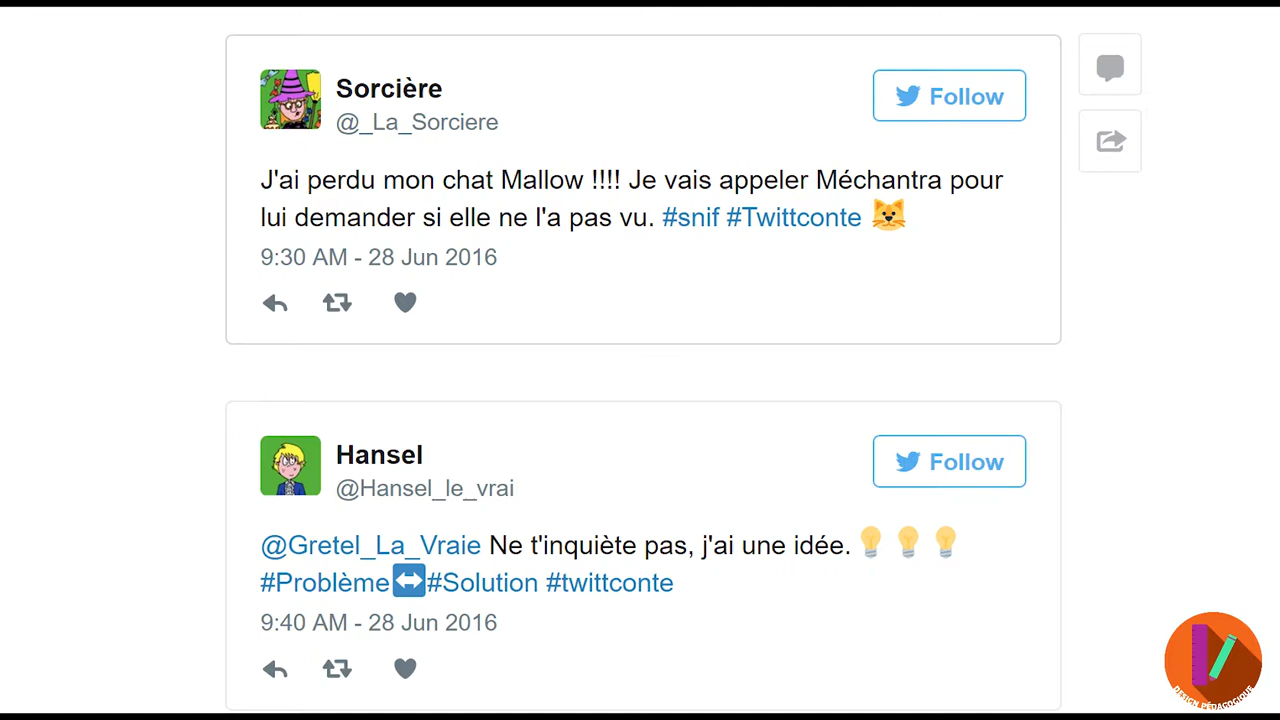 Sorcière
@_La_Sorciere
Follow
J'ai perdu mon chat Mallow !!!! Je vais appeler Méchantra pour
lui demander si elle ne l'a pas vu. #snif #Twittconte 🐱
9:30 AM - 28 Jun 2016
Hansel
@Hansel_le_vrai
Follow
@Gretel_La_Vraie Ne t'inquiète pas, j'ai une idée. 💡 💡 💡
#Problème↔️#Solution #twittconte
9:40 AM - 28 Jun 2016
DESIGN PÉDAGOGIQUE